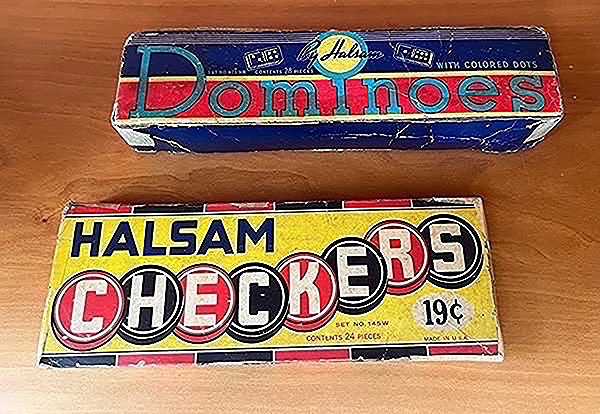 By Halsam
CONTENTS 28 PIECES
WITH COLORED DOTS
Dominoes
HALSAM
CHECKERS
19¢
SET NO. 145W
CONTENTS 24 PIECES
MADE IN U.S.A.